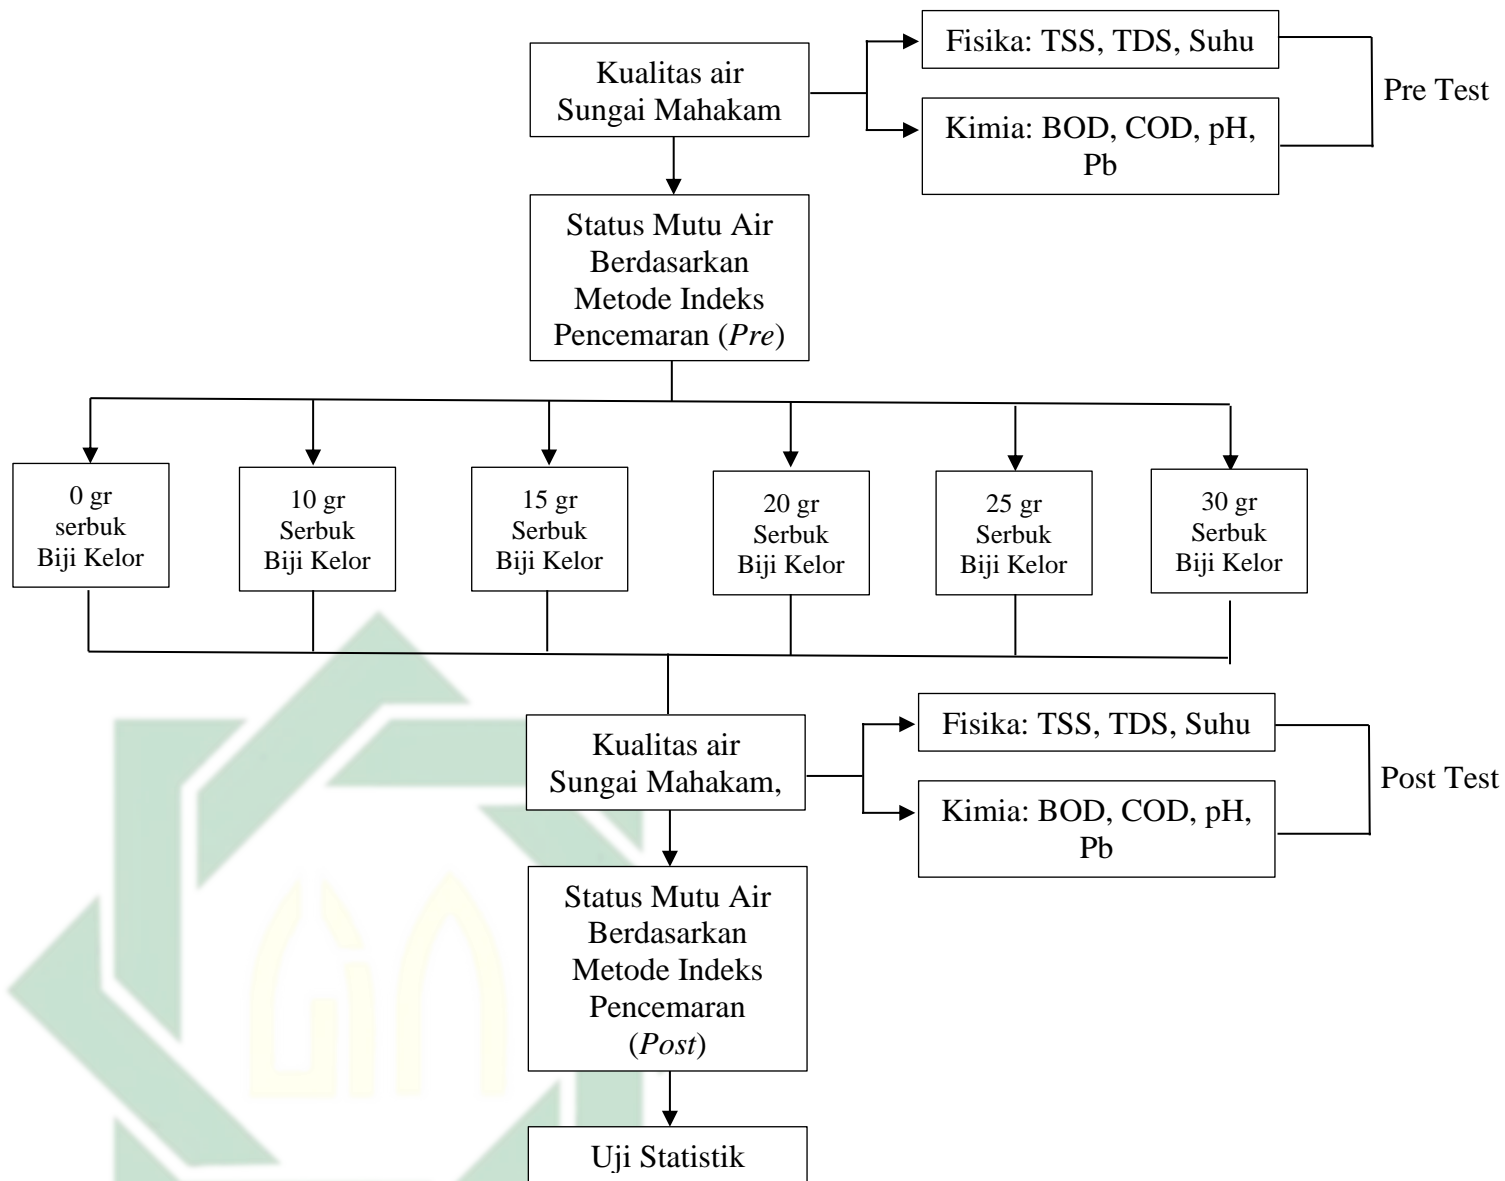 Kualitas air
Sungai Mahakam
Fisika: TSS, TDS, Suhu
Kimia: BOD, COD, pH,
Pb
Pre Test
Status Mutu Air
Berdasarkan
Metode Indeks
Pencemaran (Pre)
0 gr
serbuk
Biji Kelor
10 gr
Serbuk
Biji Kelor
15 gr
Serbuk
Biji Kelor
20 gr
Serbuk
Biji Kelor
25 gr
Serbuk
Biji Kelor
30 gr
Serbuk
Biji Kelor
Kualitas air
Sungai Mahakam,
Fisika: TSS, TDS, Suhu
Kimia: BOD, COD, pH,
Pb
Post Test
Status Mutu Air
Berdasarkan
Metode Indeks
Pencemaran
(Post)
Uji Statistik